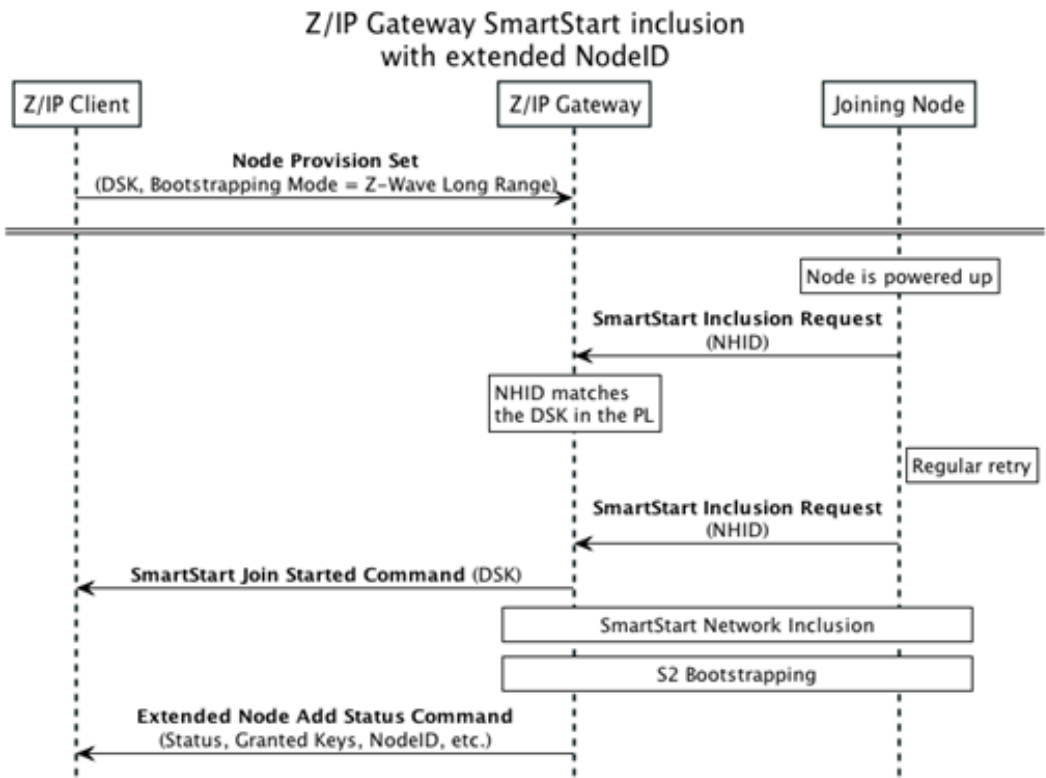 Z/IP Gateway SmartStart inclusion
with extended NodeID
Z/IP Client
Z/IP Gateway
Joining Node
Node Provision Set
(DSK, Bootstrapping Mode = Z-Wave Long Range)
Node is powered up
SmartStart Inclusion Request
(NHID)
NHID matches
the DSK in the PL
Regular retry
SmartStart Inclusion Request
(NHID)
SmartStart Join Started Command (DSK)
SmartStart Network Inclusion
S2 Bootstrapping
Extended Node Add Status Command
(Status, Granted Keys, NodeID, etc.)